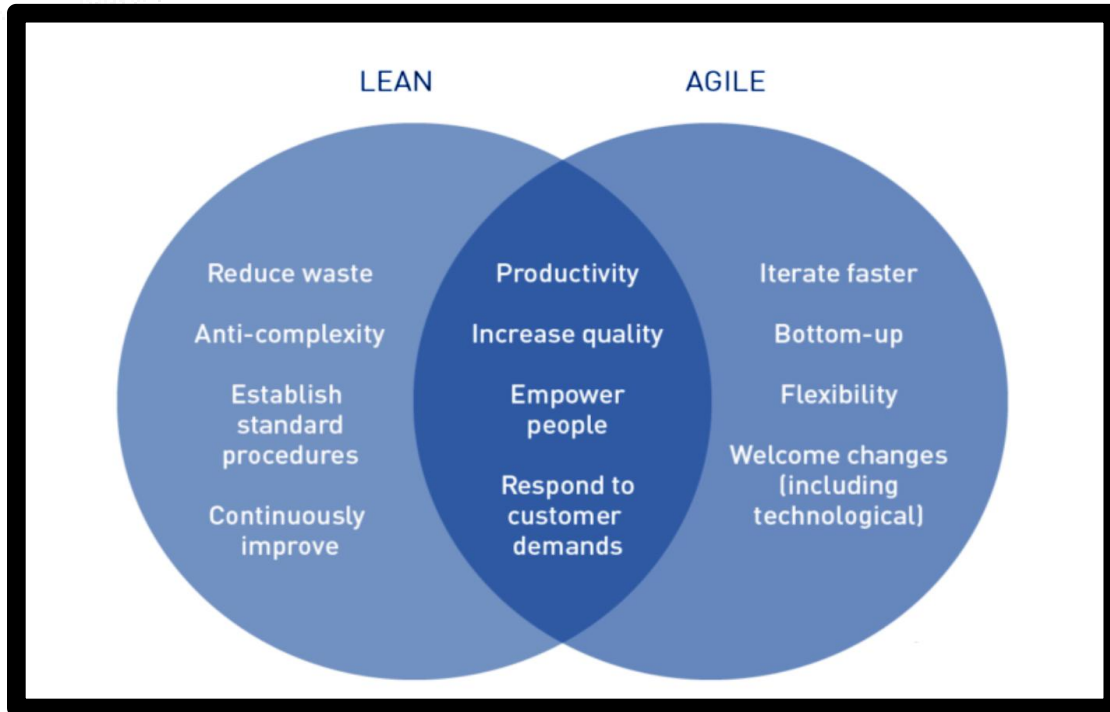 LEAN
AGILE
Reduce waste
Anti-complexity
Establish
standard
procedures
Continuously
improve
Productivity
Increase quality
Empower
people
Respond to
customer
demands
Iterate faster
Bottom-up
Flexibility
Welcome changes
(including
technological)